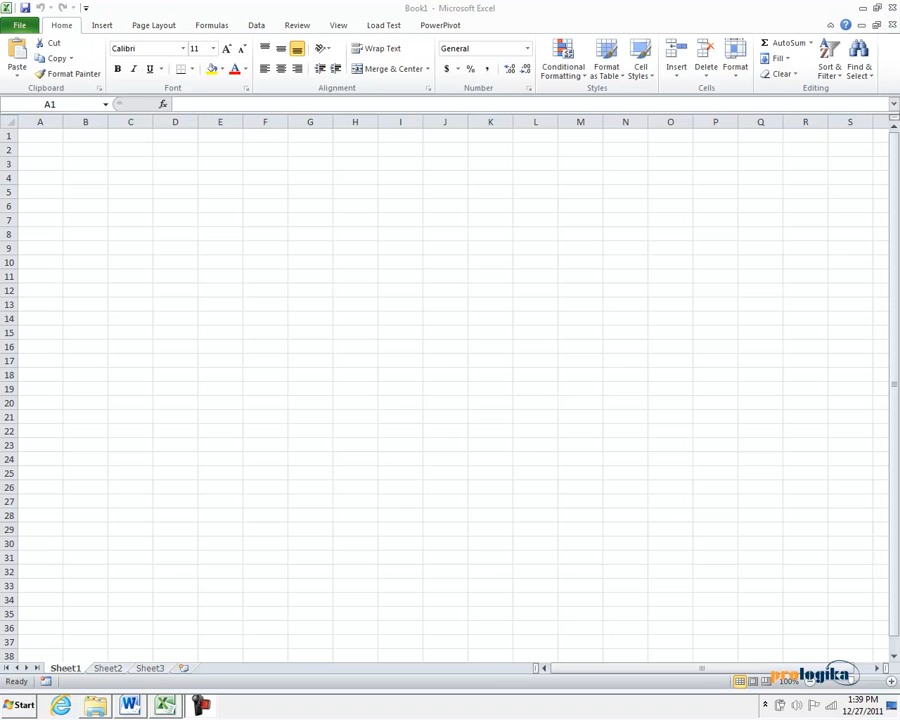 Book1 - Microsoft Excel
File Home Insert Page Layout Formulas Data Review View Load Test PowerPivot
Paste
Cut
Copy
Format Painter
Clipboard
Calibri 11
B I U A
Font
Wrap Text
Merge & Center
Alignment
General
$ % ,
Number
Conditional Formatting
Format as Table
Cell Styles
Styles
Insert Delete Format
Cells
Σ AutoSum
Fill
Clear
Sort & Filter
Find & Select
Editing
A1 fx
A B C D E F G H I J K L M N O P Q R S
1
2
3
4
5
6
7
8
9
10
11
12
13
14
15
16
17
18
19
20
21
22
23
24
25
26
27
28
29
30
31
32
33
34
35
36
37
38
Sheet1 Sheet2 Sheet3
Ready
prologika
100%
Start
1:39 PM
12/27/2011